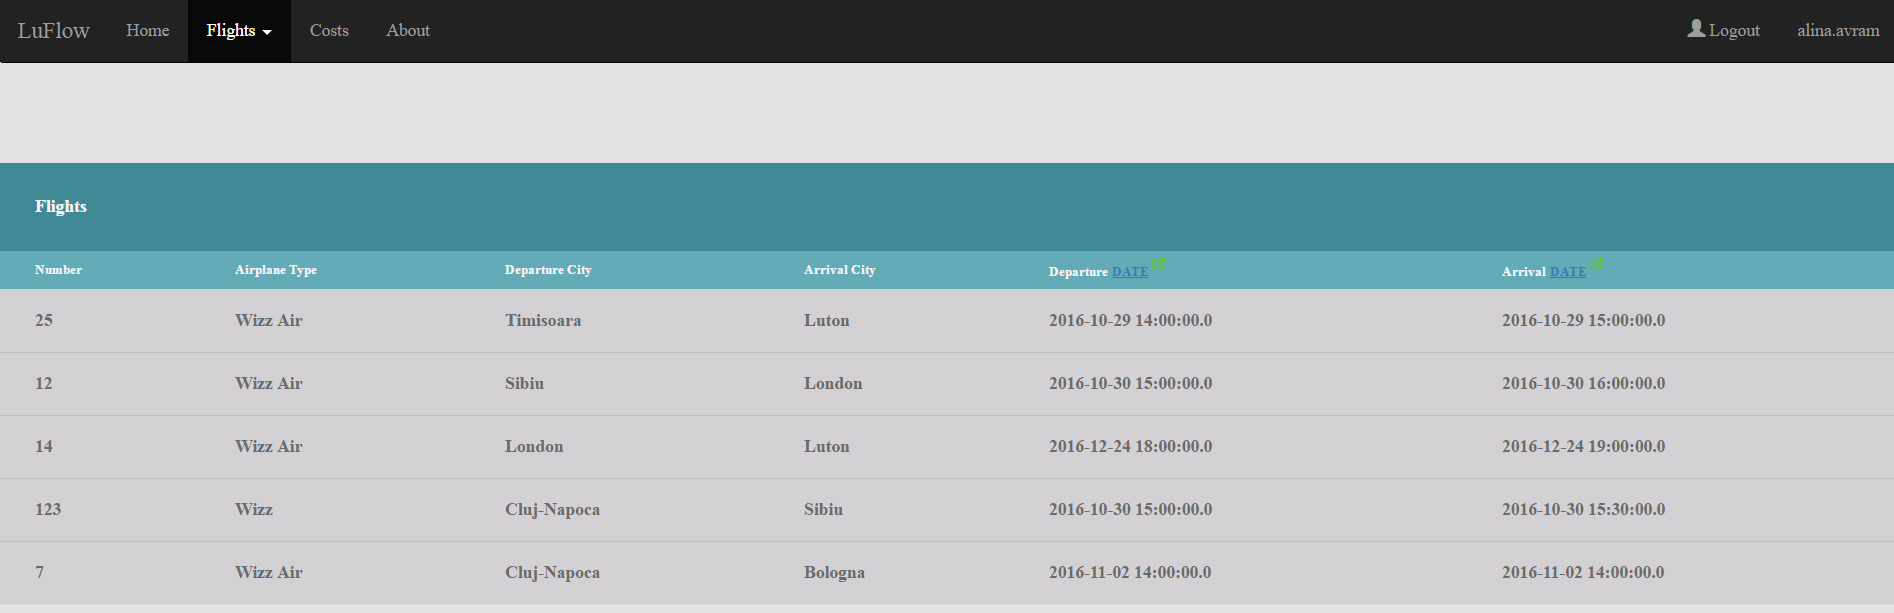 LuFlow Home Flights Costs About Logout alina.avram
Flights
Number Airplane Type Departure City Arrival City Departure DATE Arrival DATE
25 Wizz Air Timisoara Luton 2016-10-29 14:00:00.0 2016-10-29 15:00:00.0
12 Wizz Air Sibiu London 2016-10-30 15:00:00.0 2016-10-30 16:00:00.0
14 Wizz Air London Luton 2016-12-24 18:00:00.0 2016-12-24 19:00:00.0
123 Wizz Cluj-Napoca Sibiu 2016-10-30 15:00:00.0 2016-10-30 15:30:00.0
7 Wizz Air Cluj-Napoca Bologna 2016-11-02 14:00:00.0 2016-11-02 14:00:00.0